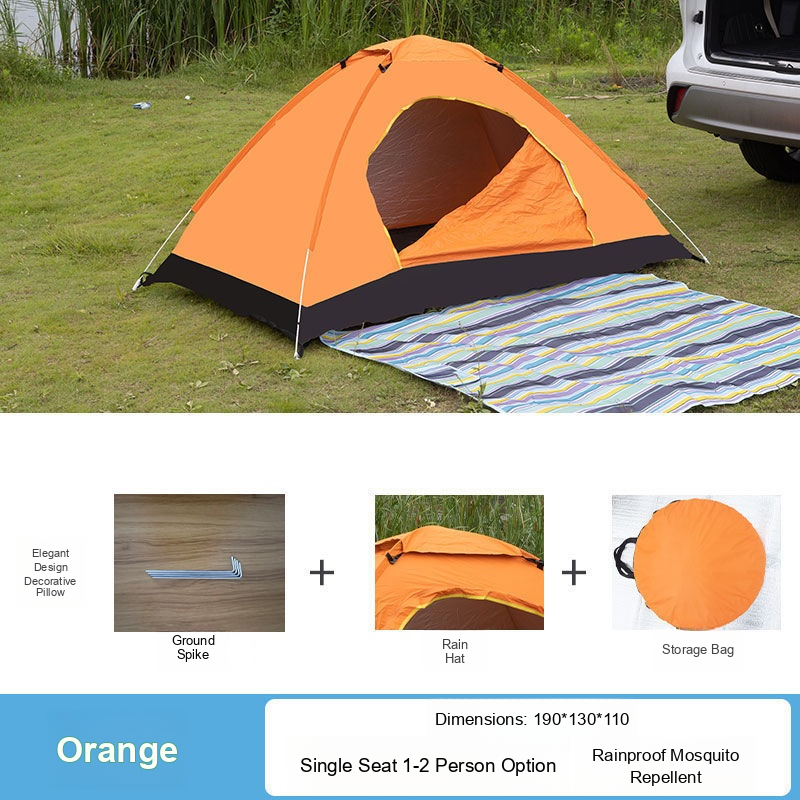 Elegant
Design
Decorative
Pillow
Ground
Spike
Rain
Hat
Storage Bag
Orange
Dimensions: 190*130*110
Single Seat 1-2 Person Option
Rainproof Mosquito
Repellent